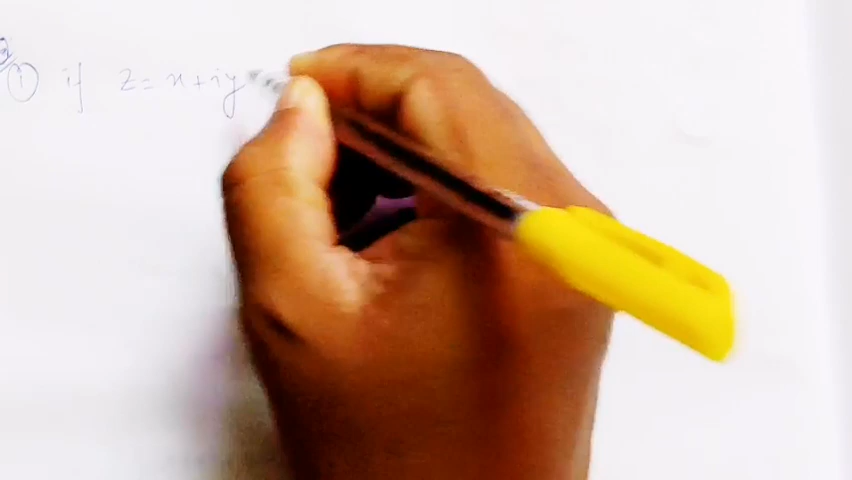 ① if z = x + iy